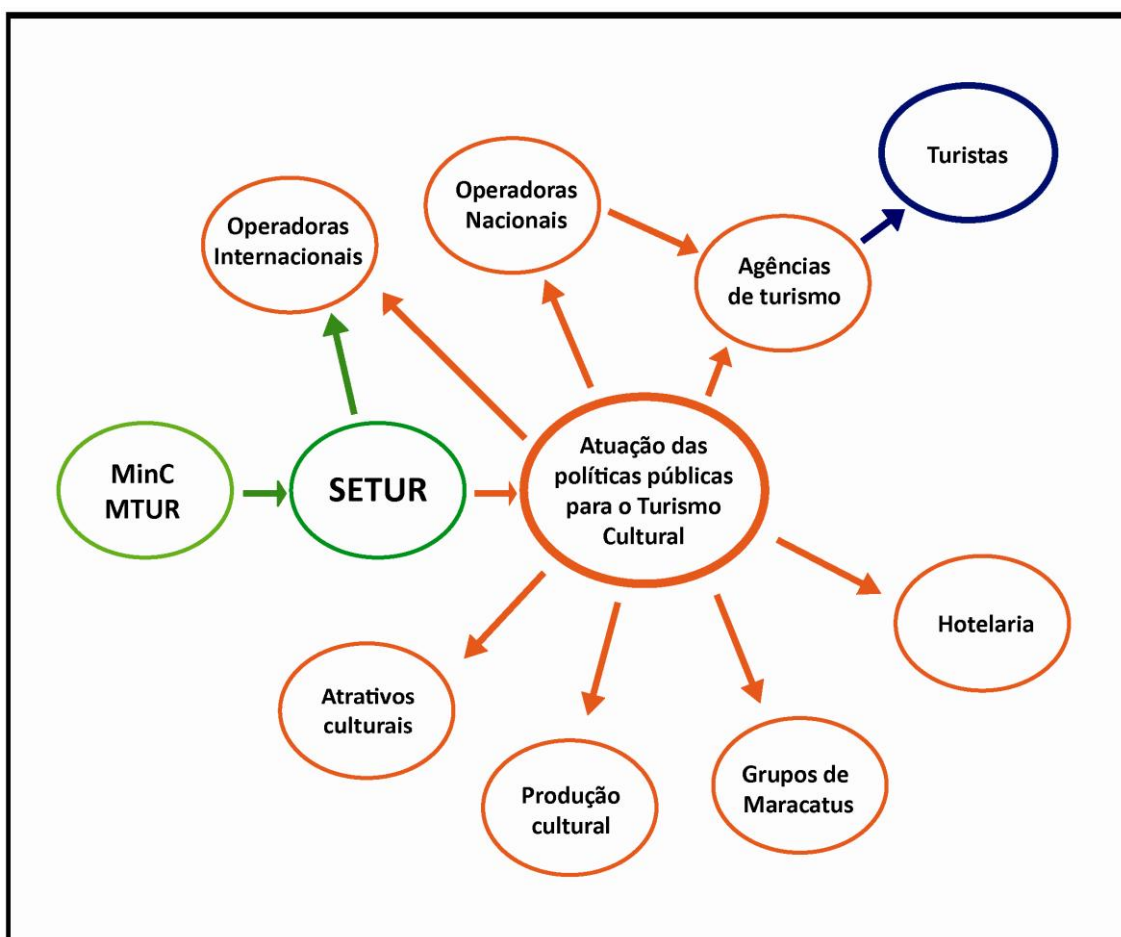 Turistas
Operadoras
Nacionais
Operadoras
Internacionais
Agências
de turismo
MinC
MTUR
SETUR
Atuação das
políticas públicas
para o Turismo
Cultural
Hotelaria
Atrativos
culturais
Produção
cultural
Grupos de
Maracatus